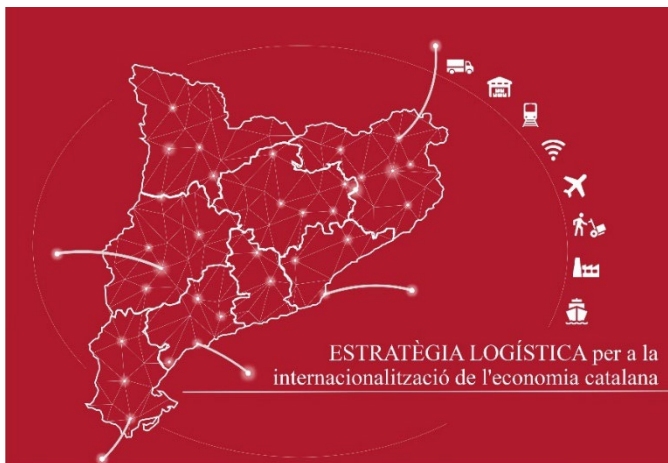 ESTRATÈGIA LOGÍSTICA per a la
internacionalització de l'economia catalana